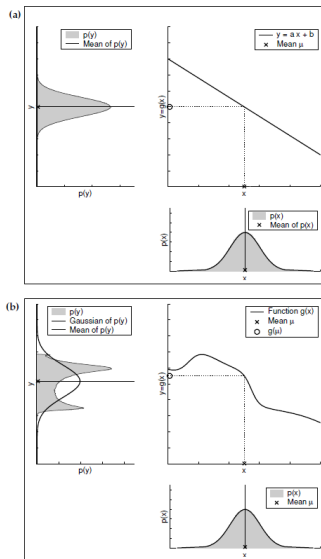 (a)
p(y)
Mean of p(y)
y
p(y)
y = a x + b
Mean μ
y=g(x)
x
p(x)
Mean of p(x)
p(x)
x
(b)
p(y)
Gaussian of p(y)
Mean of p(y)
y
p(y)
Function g(x)
Mean μ
g(μ)
y=g(x)
x
p(x)
Mean μ
p(x)
x